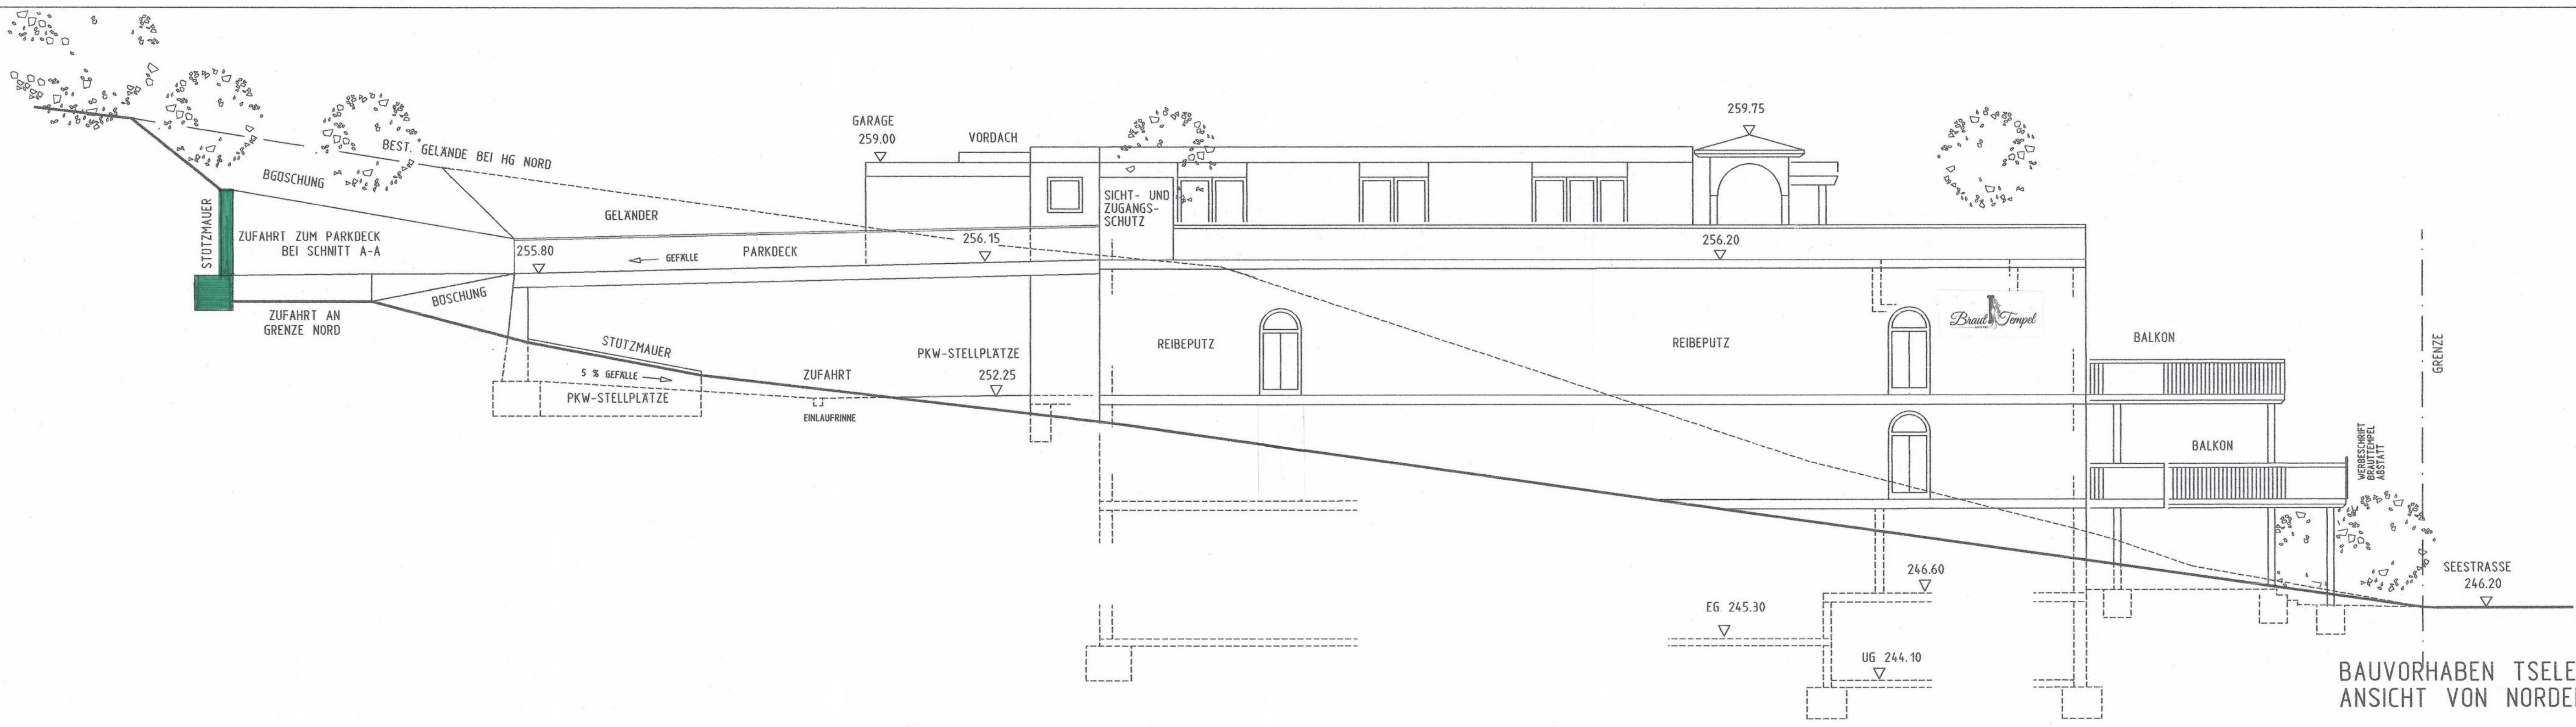 BEST. GELÄNDE BEI HG NORD
BGÖSCHUNG
STÜTZMAUER
ZUFAHRT ZUM PARKDECK
BEI SCHNITT A-A
ZUFAHRT AN
GRENZE NORD
BÖSCHUNG
GELÄNDER
255.80
GEFÄLLE
PARKDECK
256.15
GARAGE
259.00
VORDACH
SICHT- UND
ZUGANGS-
SCHUTZ
259.75
256.20
STÜTZMAUER
5 % GEFÄLLE
PKW-STELLPLÄTZE
ZUFAHRT
EINLAUFRINNE
PKW-STELLPLÄTZE
252.25
REIBEPUTZ
REIBEPUTZ
Braut Tempel
BALKON
BALKON
GRENZE
WERBESCHRIFT
BRAUTTEMPEL
ABSTATT
246.60
EG 245.30
UG 244.10
SEESTRASSE
246.20
BAUVORHABEN TSELE
ANSICHT VON NORDE